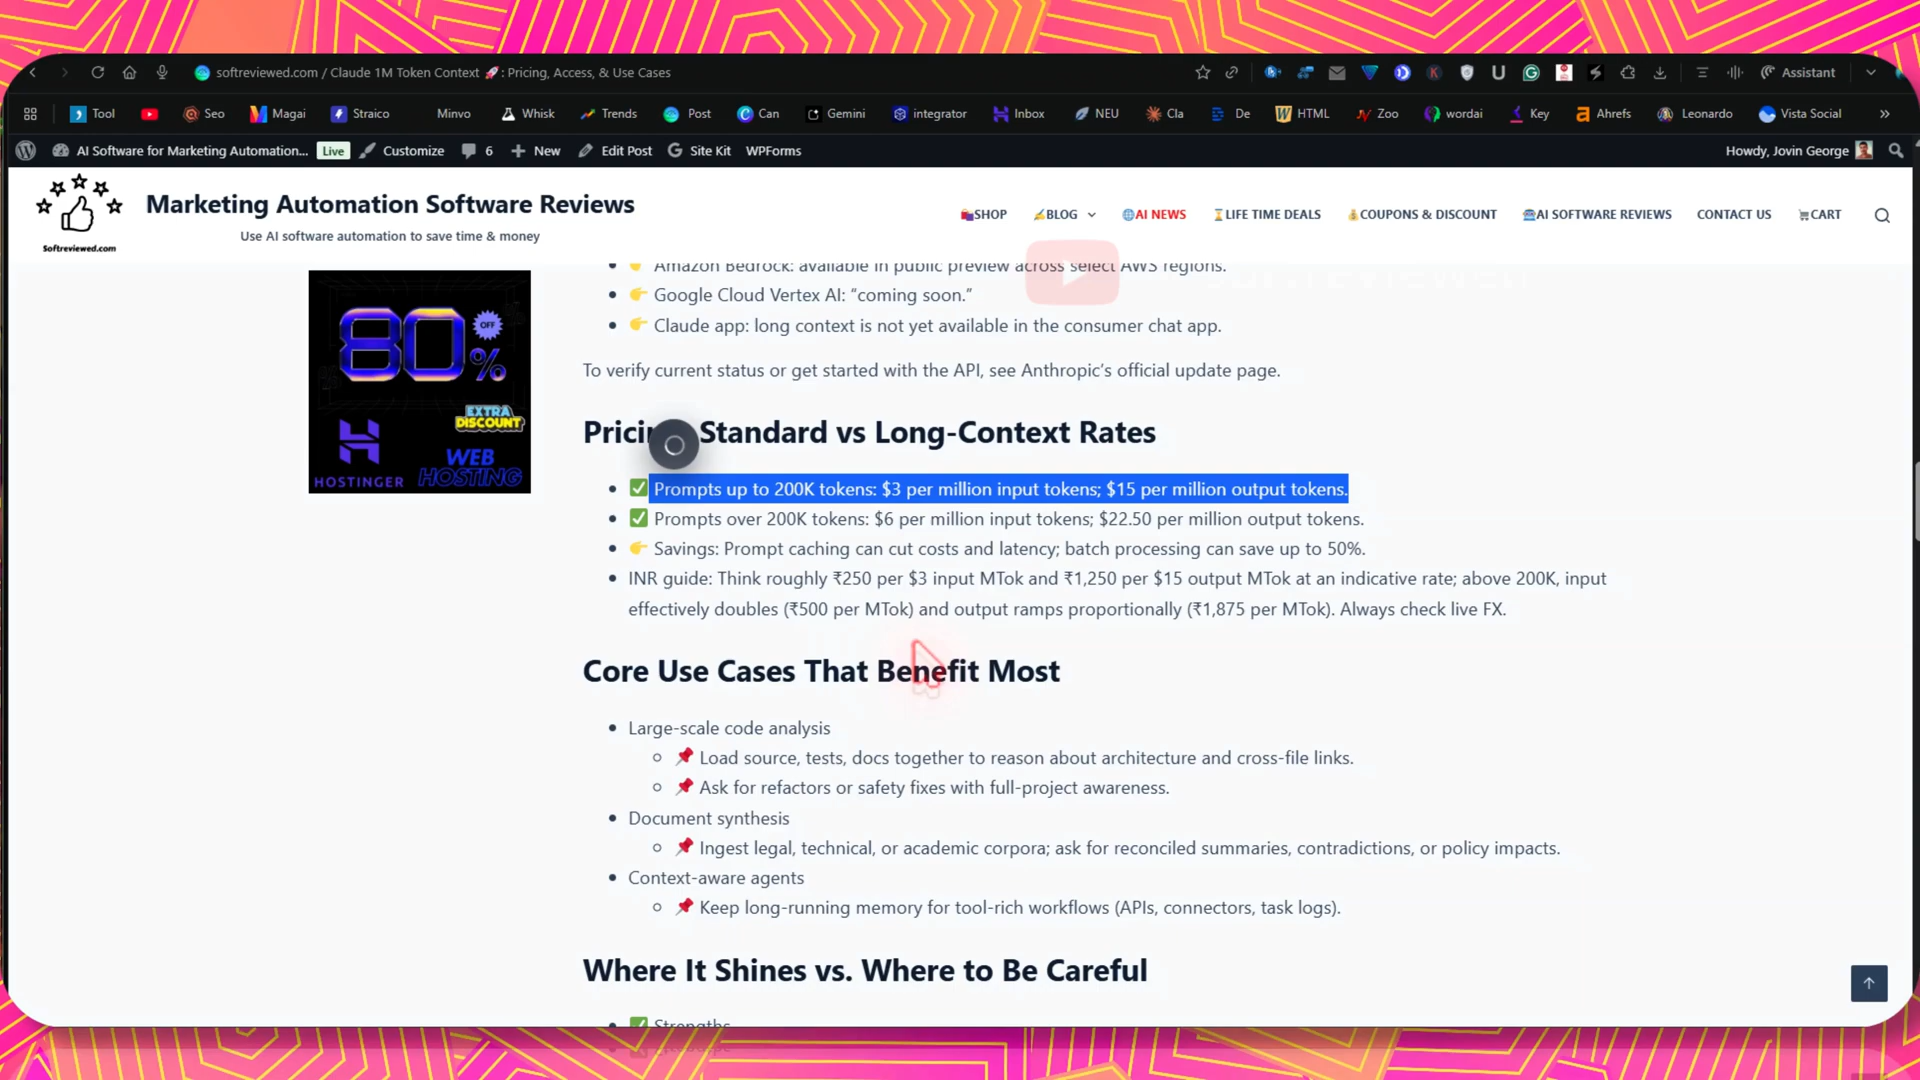 softreviewed.com / Claude 1M Token Context 🚀: Pricing, Access, & Use Cases
Assistant
Tool
Seo
Magai
Straico
Minvo
Whisk
Trends
Post
Can
Gemini
integrator
Inbox
NEU
Cla
De
HTML
Zoo
wordai
Key
Ahrefs
Leonardo
Vista Social
AI Software for Marketing Automation... Live Customize 6 New Edit Post Site Kit WPForms
Howdy, Jovin George
Marketing Automation Software Reviews
Use AI software automation to save time & money
Softreviewed.com
🛍️SHOP ✍️BLOG 🌐AI NEWS ⏳LIFE TIME DEALS 💰COUPONS & DISCOUNT 🤖AI SOFTWARE REVIEWS CONTACT US 🛒CART
80% OFF
EXTRA DISCOUNT
HOSTINGER
WEB HOSTING
👉 Amazon Bedrock: available in public preview across select AWS regions.
👉 Google Cloud Vertex AI: “coming soon.”
👉 Claude app: long context is not yet available in the consumer chat app.
To verify current status or get started with the API, see Anthropic’s official update page.
Standard vs Long-Context Rates
✅ Prompts up to 200K tokens: $3 per million input tokens; $15 per million output tokens.
✅ Prompts over 200K tokens: $6 per million input tokens; $22.50 per million output tokens.
👉 Savings: Prompt caching can cut costs and latency; batch processing can save up to 50%.
INR guide: Think roughly ₹250 per $3 input MTok and ₹1,250 per $15 output MTok at an indicative rate; above 200K, input
effectively doubles (₹500 per MTok) and output ramps proportionally (₹1,875 per MTok). Always check live FX.
Core Use Cases That Benefit Most
Large-scale code analysis
📌 Load source, tests, docs together to reason about architecture and cross-file links.
📌 Ask for refactors or safety fixes with full-project awareness.
Document synthesis
📌 Ingest legal, technical, or academic corpora; ask for reconciled summaries, contradictions, or policy impacts.
Context-aware agents
📌 Keep long-running memory for tool-rich workflows (APIs, connectors, task logs).
Where It Shines vs. Where to Be Careful
✅ Strengths